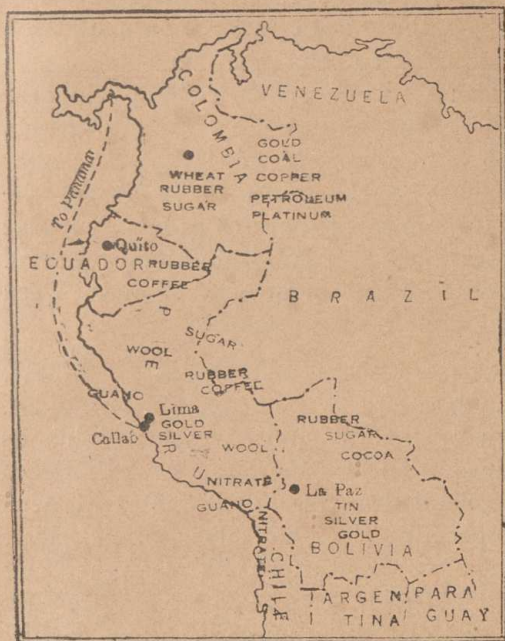 COLOMBIA
VENEZUELA
GOLD
COAL
COPPER
PETROLEUM
PLATINUM
WHEAT
RUBBER
SUGAR
To Panama
Quito
ECUADOR
RUBBER
COFFEE
BRAZIL
PERU
SUGAR
WOOL
RUBBER
COFFEE
GUANO
Lima
GOLD
SILVER
Callao
WOOL
NITRATE
GUANO
NITRATE
CHILE
RUBBER
SUGAR
COCOA
La Paz
TIN
SILVER
GOLD
BOLIVIA
ARGEN
TINA
PARA
GUAY